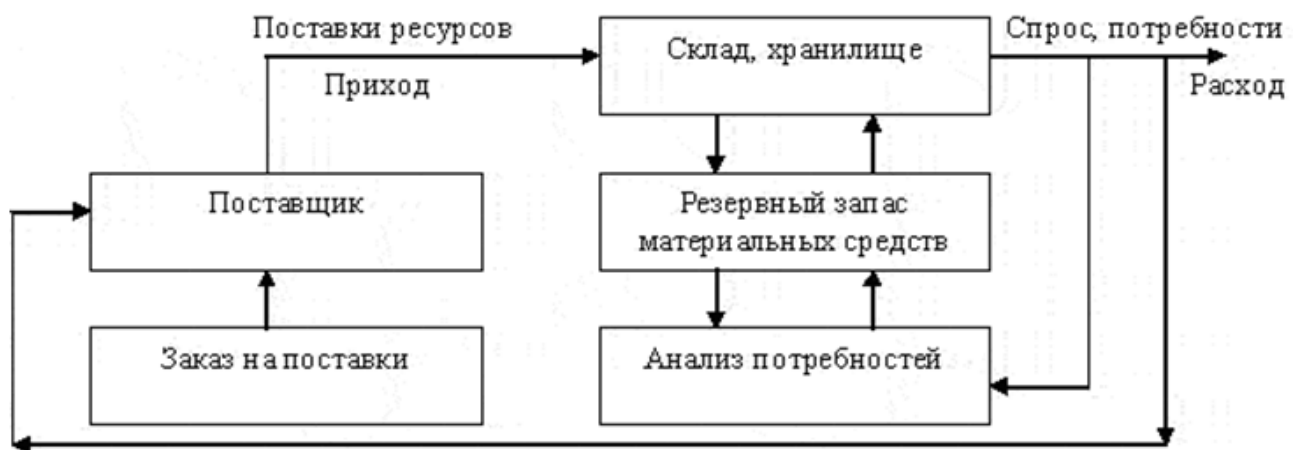 Поставки ресурсов
Приход
Склад, хранилище
Спрос, потребности
Расход
Поставщик
Резервный запас
материальных средств
Заказ на поставки
Анализ потребностей